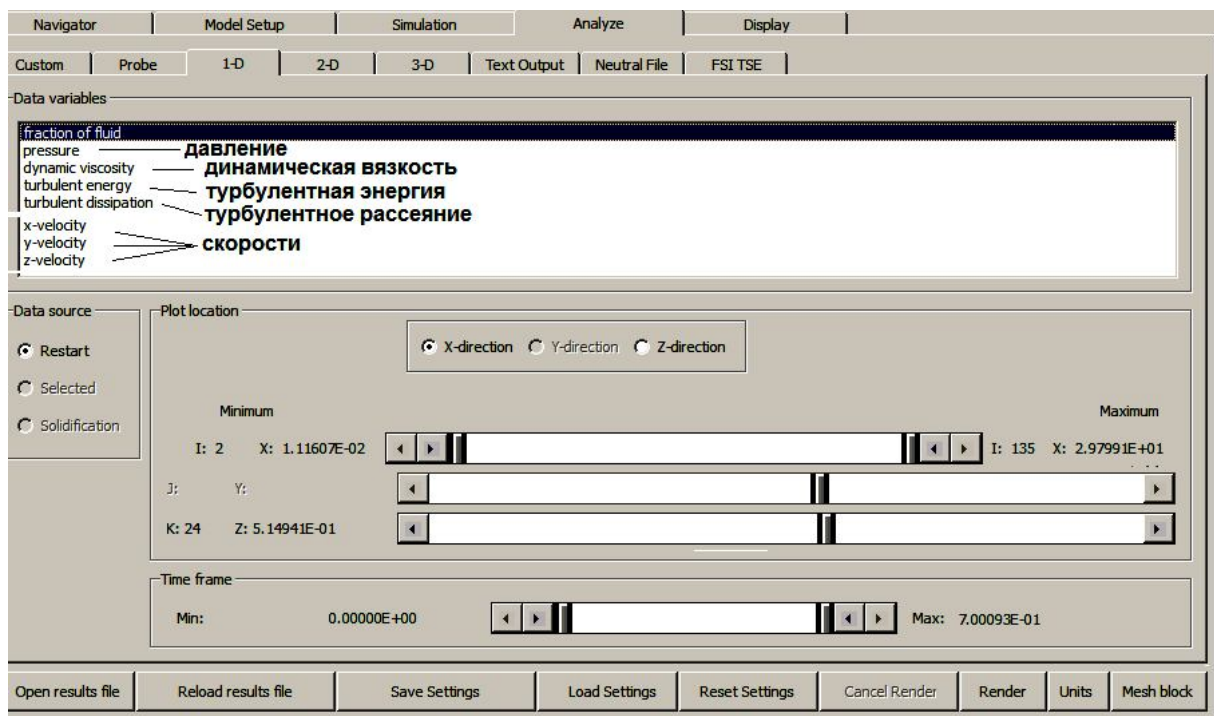 Navigator Model Setup Simulation Analyze Display
Custom Probe 1-D 2-D 3-D Text Output Neutral File FSI TSE
Data variables
fraction of fluid
pressure давление
dynamic viscosity динамическая вязкость
turbulent energy турбулентная энергия
turbulent dissipation турбулентное рассеяние
x-velocity
y-velocity скорости
z-velocity
Data source Plot location
Restart X-direction Y-direction Z-direction
Selected
Minimum Maximum
Solidification
I: 2 X: 1.11607E-02 I: 135 X: 2.97991E+01
J: Y:
K: 24 Z: 5.14941E-01
Time frame
Min: 0.00000E+00 Max: 7.00093E-01
Open results file Reload results file Save Settings Load Settings Reset Settings Cancel Render Render Units Mesh block